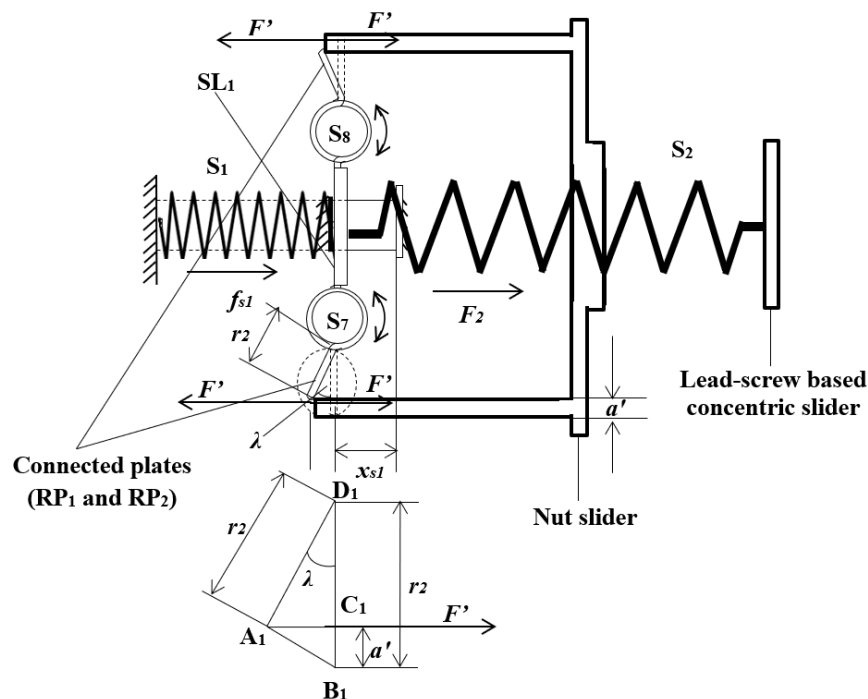 F’
F’
SL1
S8
S1
S2
fs1
S7
F2
r2
F’
F’
Lead-screw based
concentric slider
a'
λ
xs1
Connected plates
(RP1 and RP2)
D1
Nut slider
r2
λ
r2
C1
F’
A1
a'
B1